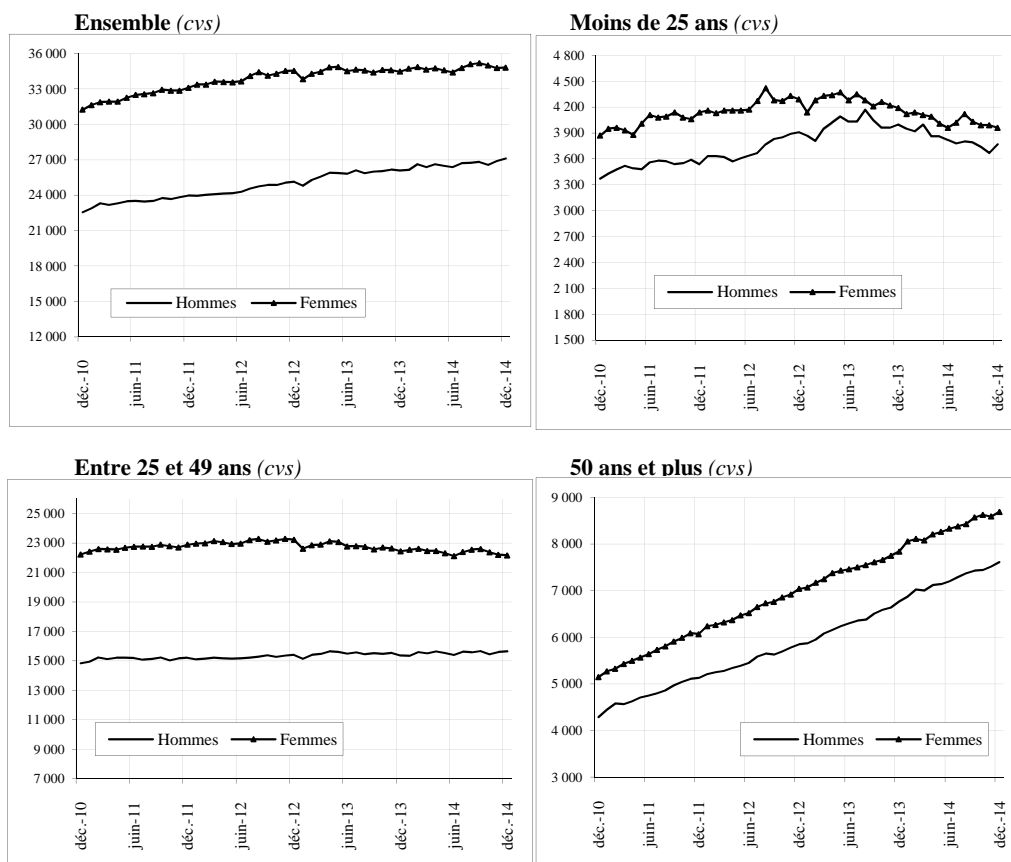 Ensemble (cvs)
36 000
33 000
30 000
27 000
24 000
21 000
18 000
15 000
12 000
Hommes
Femmes
déc.-10
juin-11
déc.-11
juin-12
déc.-12
juin-13
déc.-13
juin-14
déc.-14
Moins de 25 ans (cvs)
4 800
4 500
4 200
3 900
3 600
3 300
3 000
2 700
2 400
2 100
1 800
1 500
Hommes
Femmes
déc.-10
juin-11
déc.-11
juin-12
déc.-12
juin-13
déc.-13
juin-14
déc.-14
Entre 25 et 49 ans (cvs)
25 000
23 000
21 000
19 000
17 000
15 000
13 000
11 000
9 000
7 000
Hommes
Femmes
déc.-10
juin-11
déc.-11
juin-12
déc.-12
juin-13
déc.-13
juin-14
déc.-14
50 ans et plus (cvs)
9 000
8 000
7 000
6 000
5 000
4 000
3 000
Hommes
Femmes
déc.-10
juin-11
déc.-11
juin-12
déc.-12
juin-13
déc.-13
juin-14
déc.-14